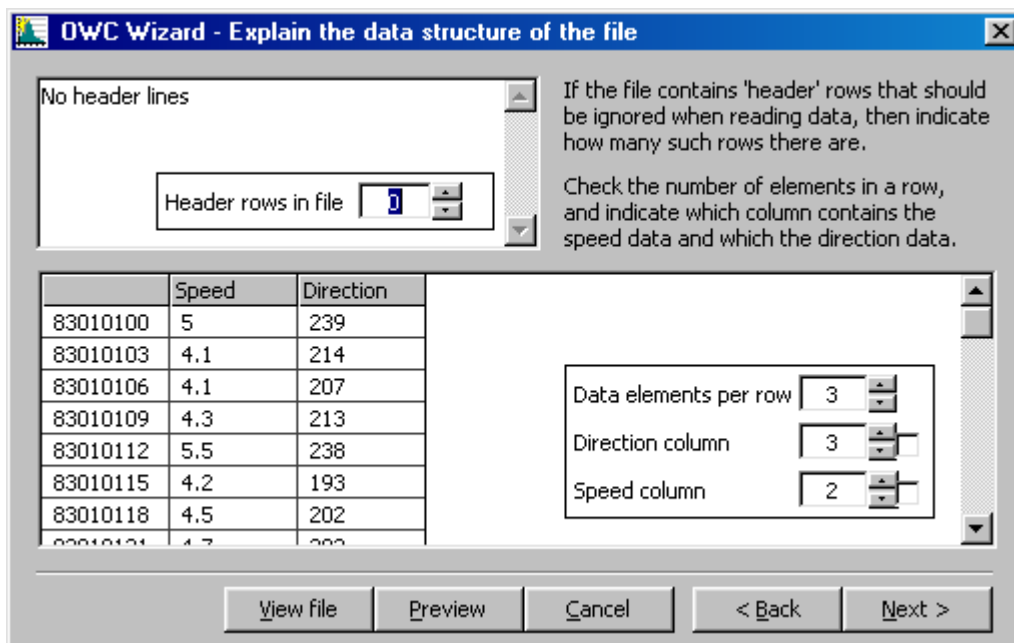 OWC Wizard - Explain the data structure of the file
No header lines
Header rows in file 0
If the file contains 'header' rows that should
be ignored when reading data, then indicate
how many such rows there are.
Check the number of elements in a row,
and indicate which column contains the
speed data and which the direction data.
Speed Direction
83010100 5 239
83010103 4.1 214
83010106 4.1 207
83010109 4.3 213
83010112 5.5 238
83010115 4.2 193
83010118 4.5 202
Data elements per row 3
Direction column 3
Speed column 2
View file Preview Cancel < Back Next >